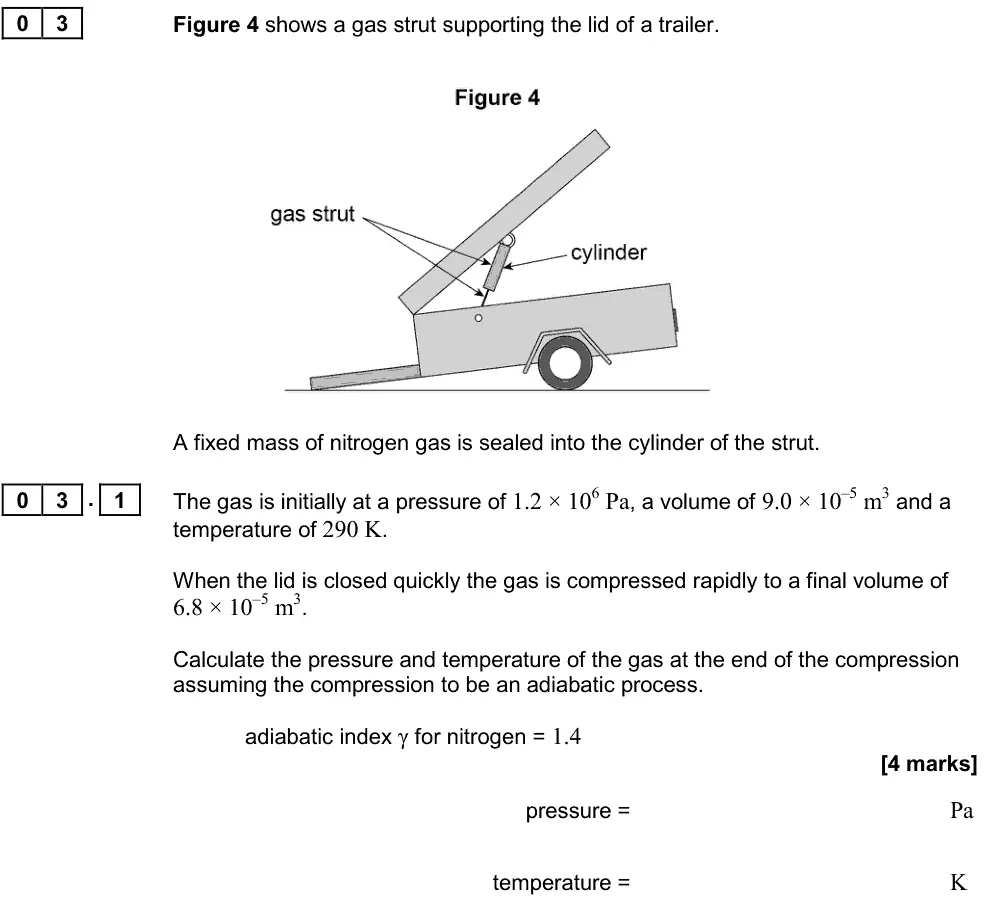 0 3
Figure 4 shows a gas strut supporting the lid of a trailer.
Figure 4
gas strut
cylinder
A fixed mass of nitrogen gas is sealed into the cylinder of the strut.
0 3 . 1
The gas is initially at a pressure of 1.2 × 10⁶ Pa, a volume of 9.0 × 10⁻⁵ m³ and a
temperature of 290 K.
When the lid is closed quickly the gas is compressed rapidly to a final volume of
6.8 × 10⁻⁵ m³.
Calculate the pressure and temperature of the gas at the end of the compression
assuming the compression to be an adiabatic process.
adiabatic index γ for nitrogen = 1.4
[4 marks]
pressure = Pa
temperature = K